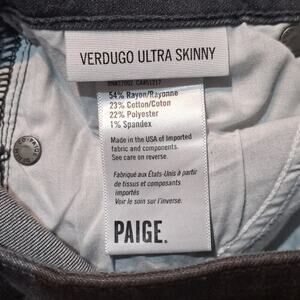 VERDUGO ULTRA SKINNY
54% Rayon/Rayonne
23% Cotton/Coton
22% Polyester
1% Spandex
Made in the USA of Imported
fabric and components.
See care on reverse.
Fabriqué aux États-Unis à partir
de tissus et composants
importés
Voir le soin sur l'inverse.
PAIGE.